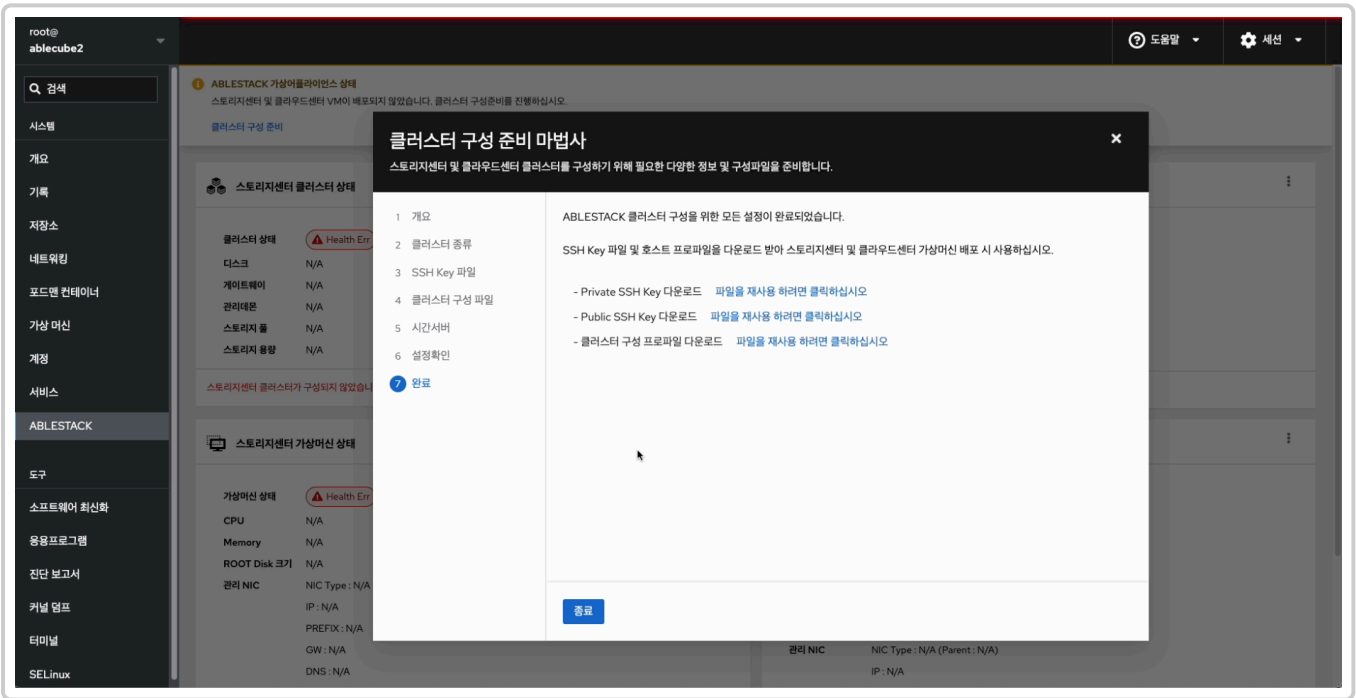 root@
ablecube2
도움말
세션
검색
시스템
개요
기록
저장소
네트워킹
포드맨 컨테이너
가상 머신
계정
서비스
ABLESTACK
도구
소프트웨어 최신화
응용프로그램
진단 보고서
커널 덤프
터미널
SELinux
ABLESTACK 가상어플라이언스 상태
스토리지센터 및 클라우드센터 VM이 배포되지 않았습니다. 클러스터 구성준비를 진행하십시오.
클러스터 구성 준비
스토리지센터 클러스터 상태
클러스터 상태 Health Err
디스크 N/A
게이트웨이 N/A
관리데몬 N/A
스토리지 풀 N/A
스토리지 용량 N/A
스토리지센터 클러스터가 구성되지 않았습니
스토리지센터 가상머신 상태
가상머신 상태 Health Err
CPU N/A
Memory N/A
ROOT Disk 크기 N/A
관리 NIC NIC Type : N/A
IP : N/A
PREFIX : N/A
GW : N/A
DNS : N/A
관리 NIC NIC Type : N/A (Parent : N/A)
IP : N/A
클러스터 구성 준비 마법사
스토리지센터 및 클라우드센터 클러스터를 구성하기 위해 필요한 다양한 정보 및 구성파일을 준비합니다.
1 개요
2 클러스터 종류
3 SSH Key 파일
4 클러스터 구성 파일
5 시간서버
6 설정확인
7 완료
ABLESTACK 클러스터 구성을 위한 모든 설정이 완료되었습니다.
SSH Key 파일 및 호스트 프로파일을 다운로드 받아 스토리지센터 및 클라우드센터 가상머신 배포 시 사용하십시오.
- Private SSH Key 다운로드 파일을 재사용 하려면 클릭하십시오
- Public SSH Key 다운로드 파일을 재사용 하려면 클릭하십시오
- 클러스터 구성 프로파일 다운로드 파일을 재사용 하려면 클릭하십시오
종료